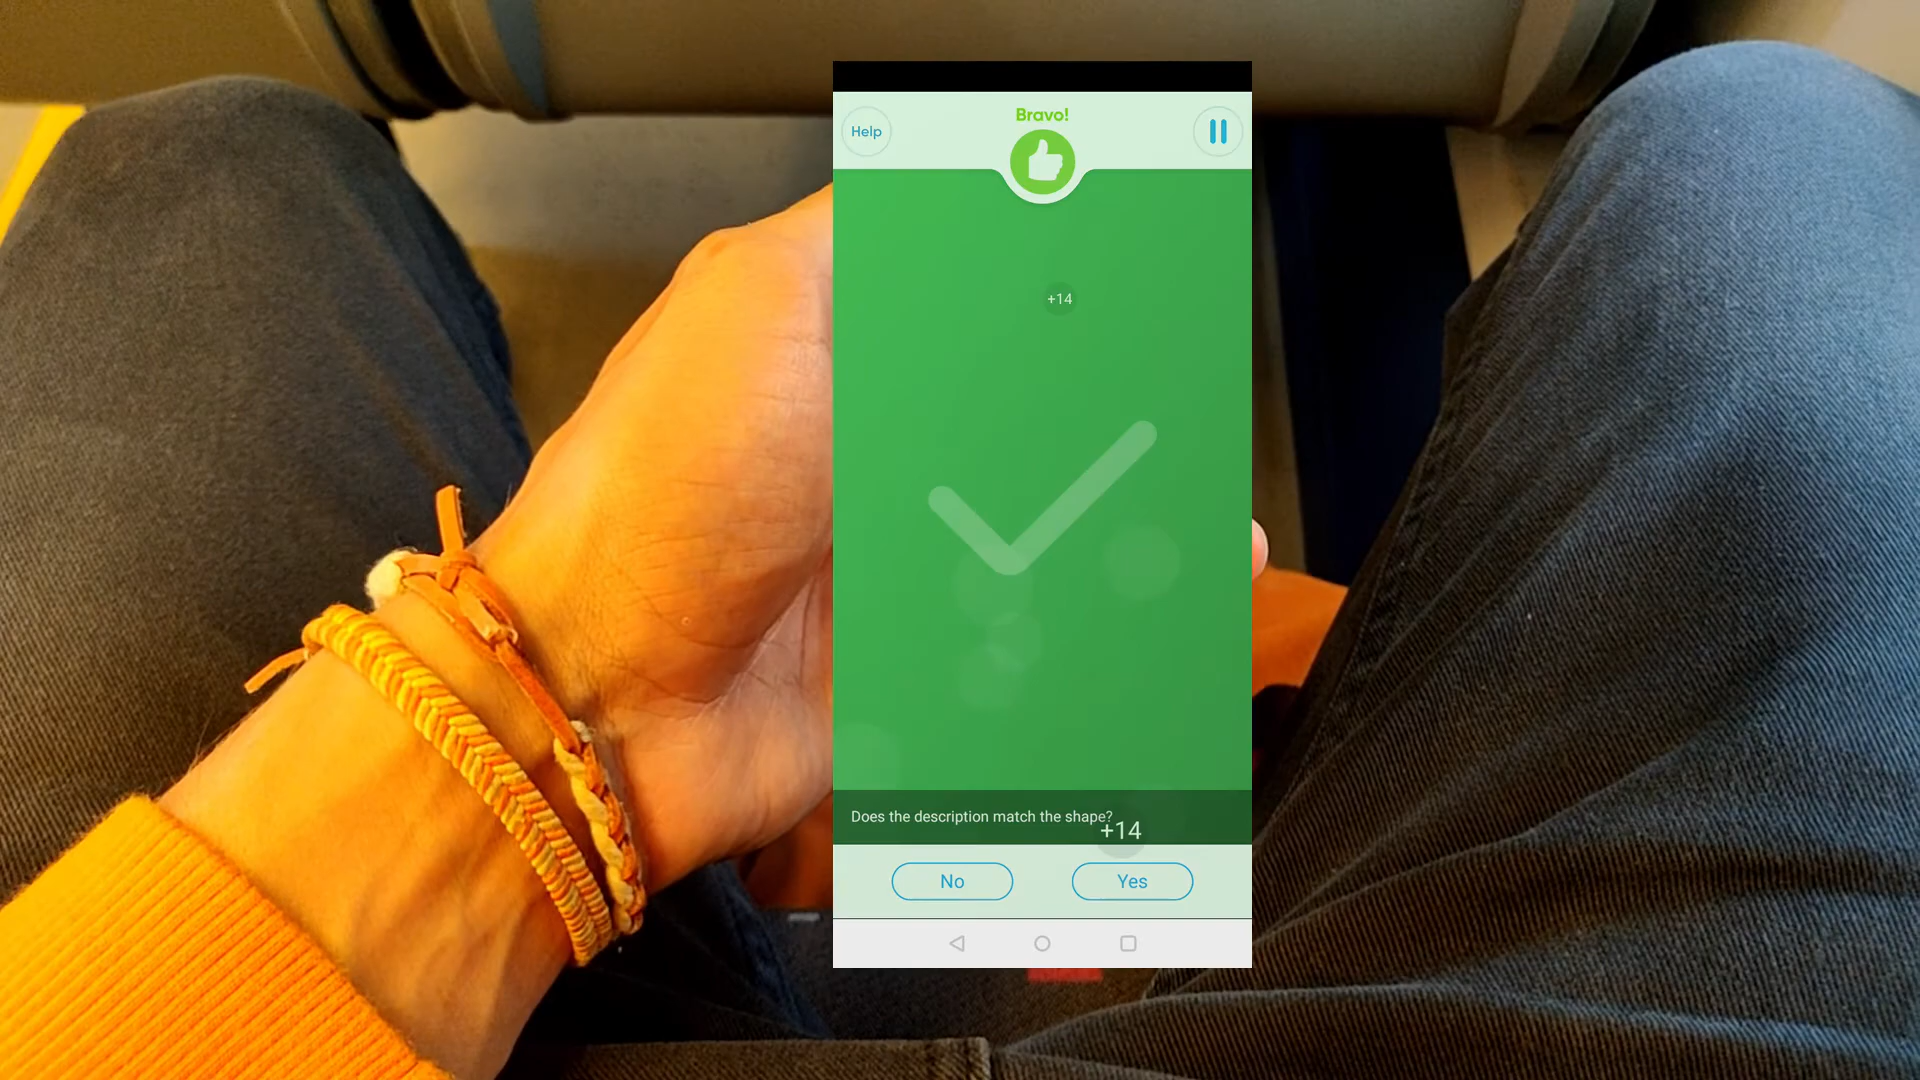 Bravo!
Help
+14
Does the description match the shape?
+14
No
Yes